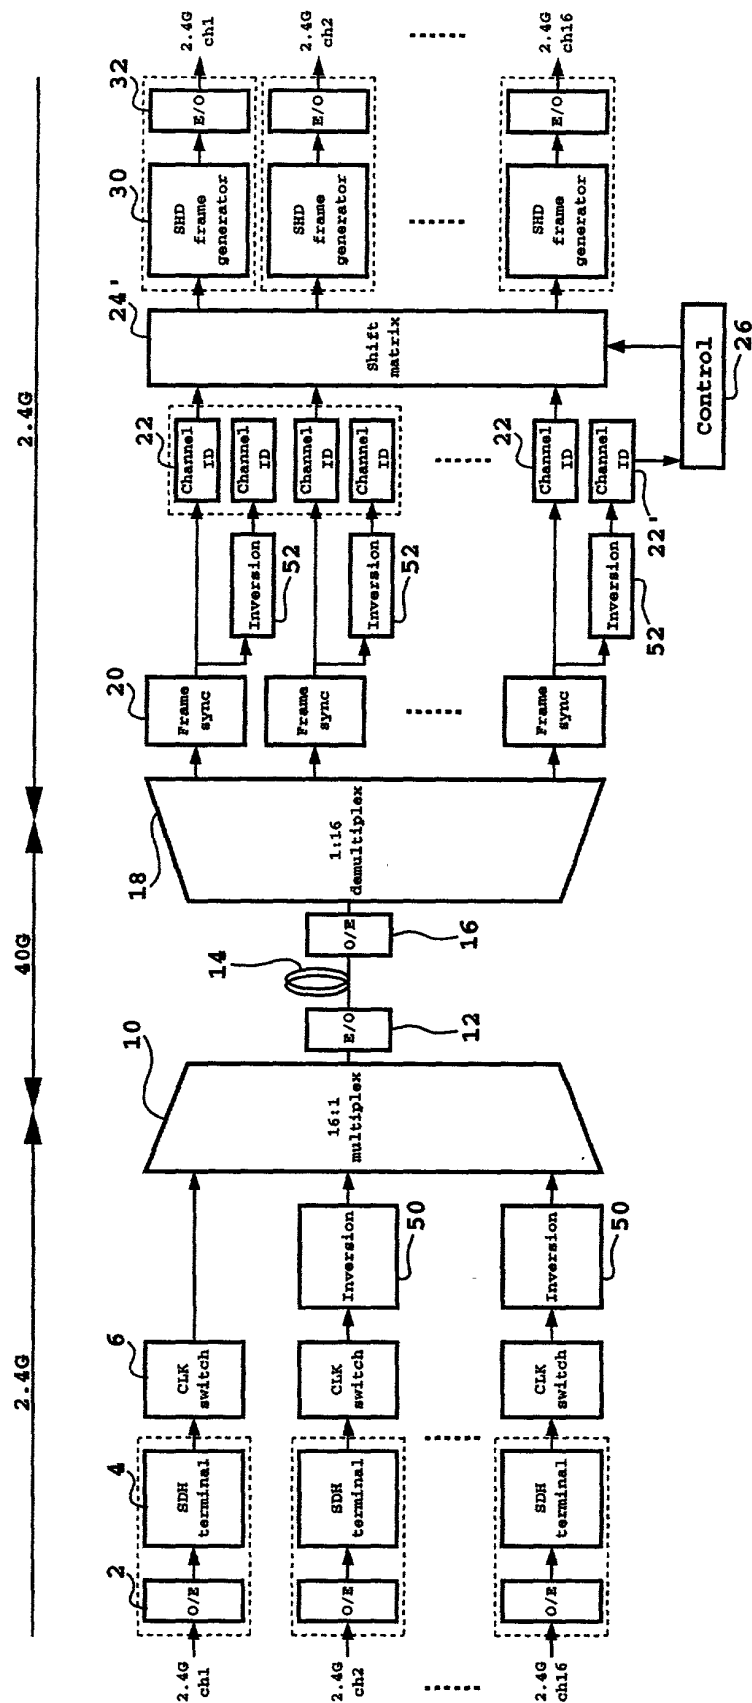 2.4G
40G
2.4G
2.4G
ch1
2
O/E
4
SDH
terminal
6
CLK
switch
10
16:1
multiplex
12
E/O
14
16
O/E
18
1:16
demultiplex
20
Frame
sync
22
Channel
ID
Inversion
52
Channel
ID
24'
Shift
matrix
30
SHD
frame
generator
32
E/O
2.4G
ch1
2.4G
ch2
O/E
SDH
terminal
CLK
switch
Inversion
50
Frame
sync
Channel
ID
Inversion
52
Channel
ID
SHD
frame
generator
E/O
2.4G
ch2
2.4G
ch16
O/E
SDH
terminal
CLK
switch
Inversion
50
Frame
sync
22
Channel
ID
Inversion
52
Channel
ID
22'
Control
26
SHD
frame
generator
E/O
2.4G
ch16